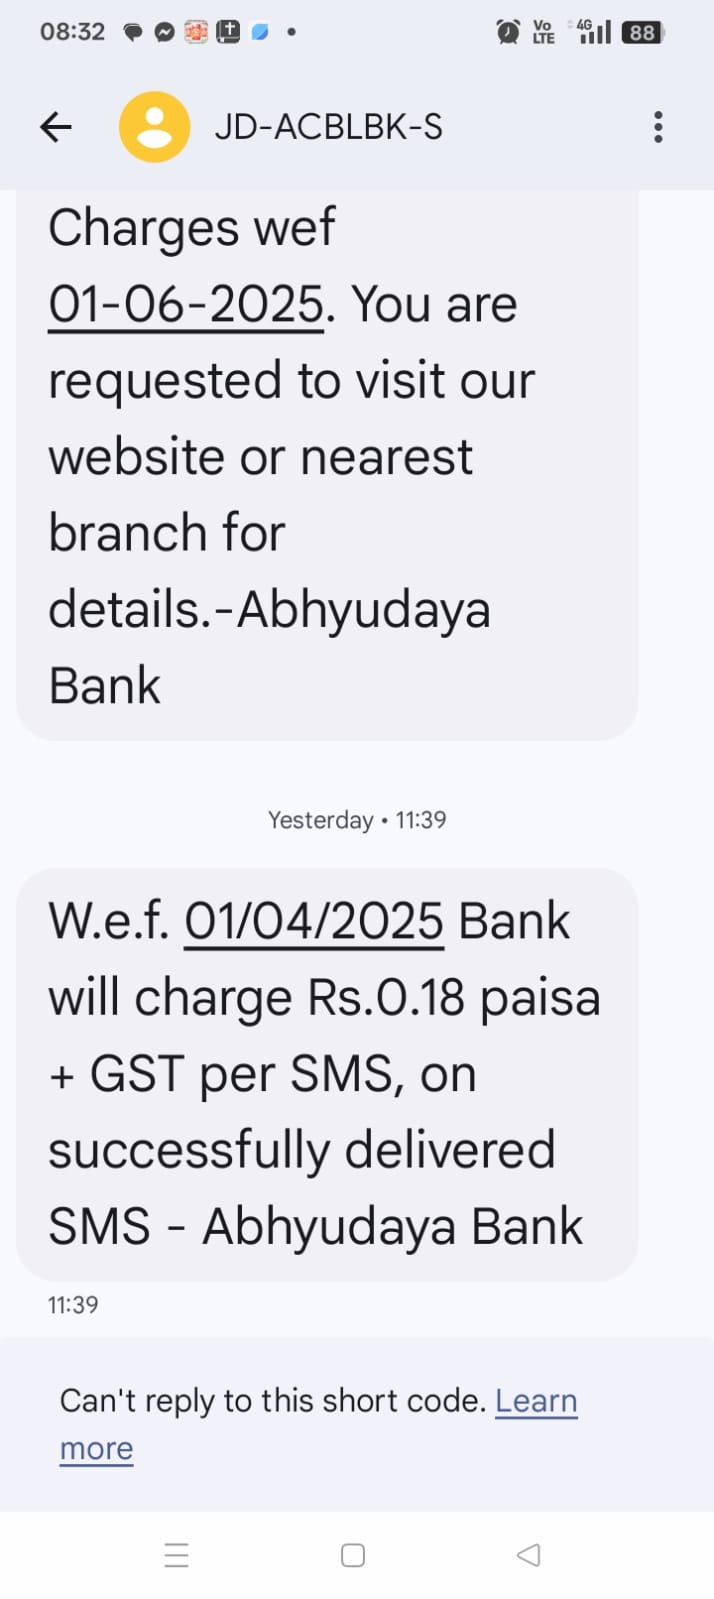 08:32
Vo
LTE
4G
88
JD-ACBLBK-S
Charges wef
01-06-2025. You are
requested to visit our
website or nearest
branch for
details.-Abhyudaya
Bank
Yesterday • 11:39
W.e.f. 01/04/2025 Bank
will charge Rs.0.18 paisa
+ GST per SMS, on
successfully delivered
SMS - Abhyudaya Bank
11:39
Can't reply to this short code. Learn
more